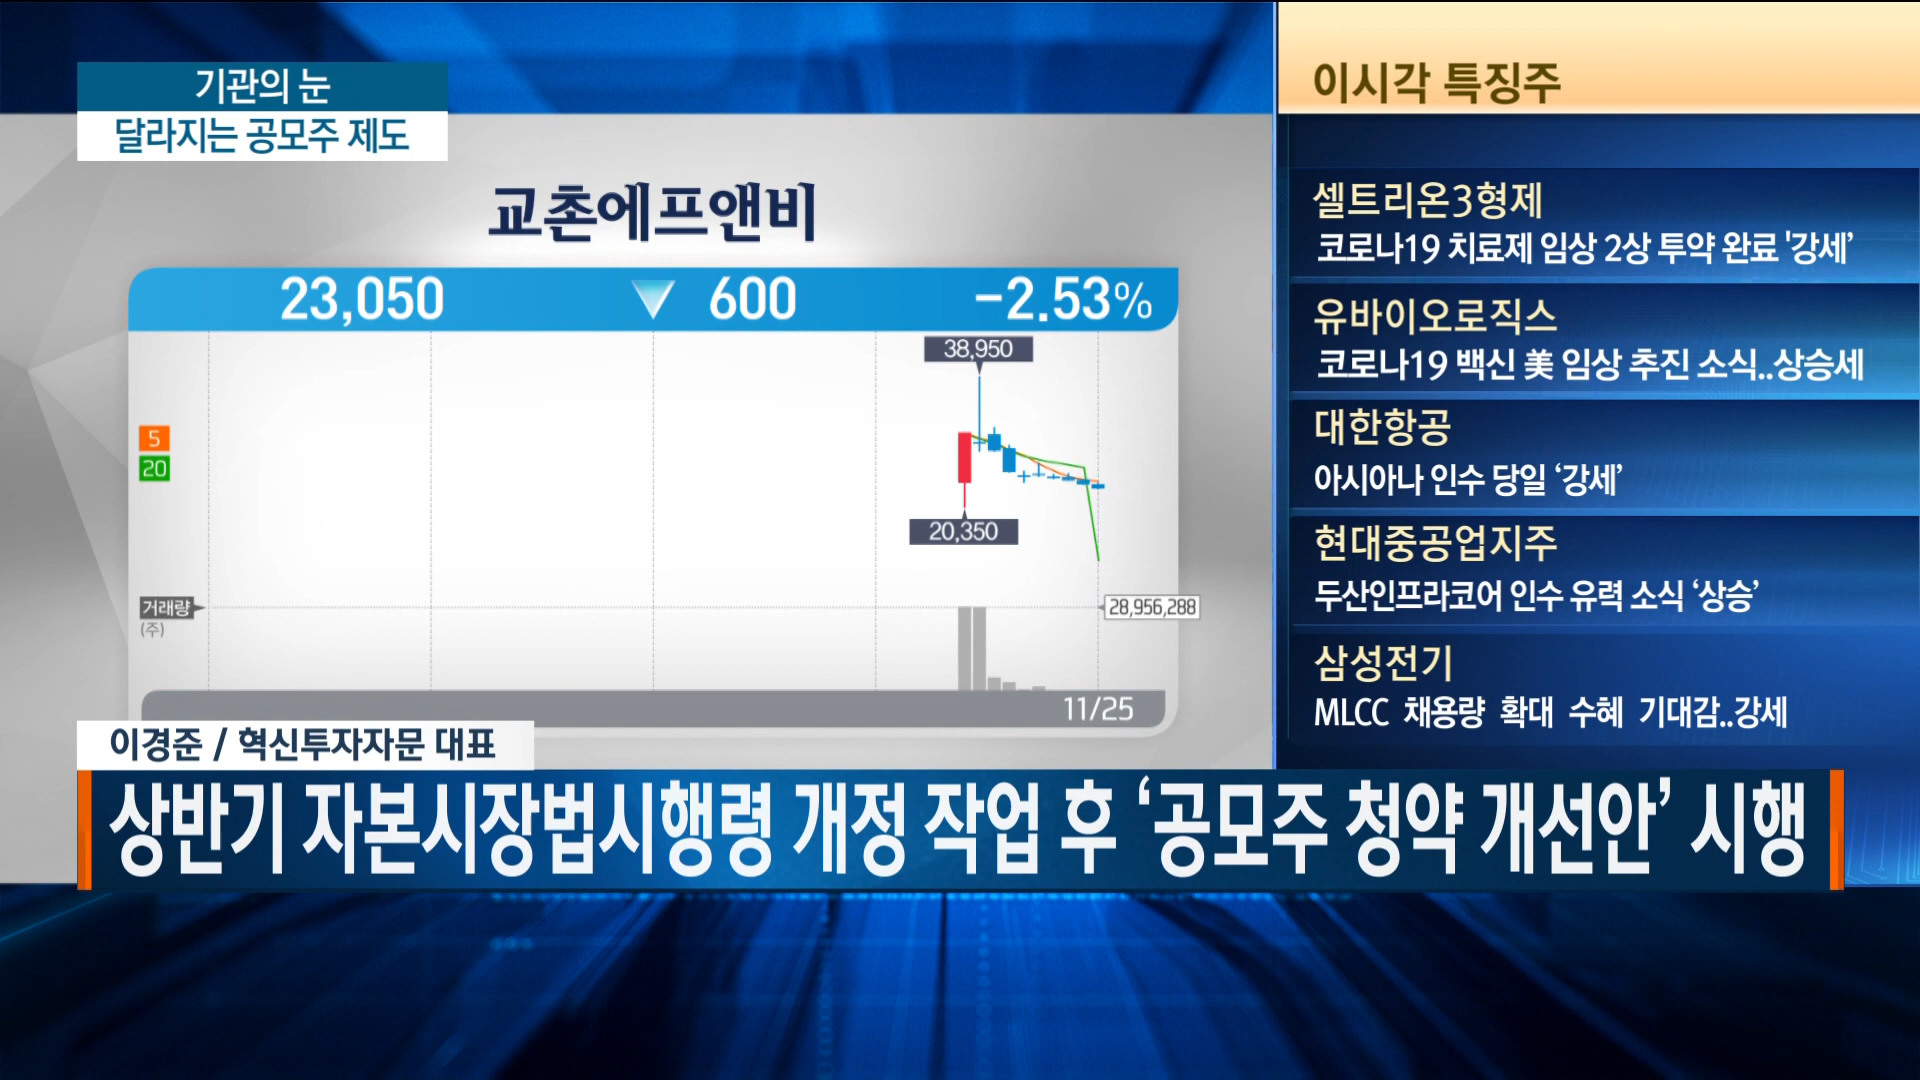 기관의 눈
달라지는 공모주 제도
교촌에프앤비
23,050 ▼ 600 -2.53%
38,950
5
20
20,350
거래량
(주)
28,956,288
11/25
이시각 특징주
셀트리온3형제
코로나19 치료제 임상 2상 투약 완료 '강세’
유바이오로직스
코로나19 백신 美 임상 추진 소식..상승세
대한항공
아시아나 인수 당일 ‘강세’
현대중공업지주
두산인프라코어 인수 유력 소식 ‘상승’
삼성전기
MLCC 채용량 확대 수혜 기대감..강세
이경준 / 혁신투자자문 대표
상반기 자본시장법시행령 개정 작업 후 ‘공모주 청약 개선안’ 시행